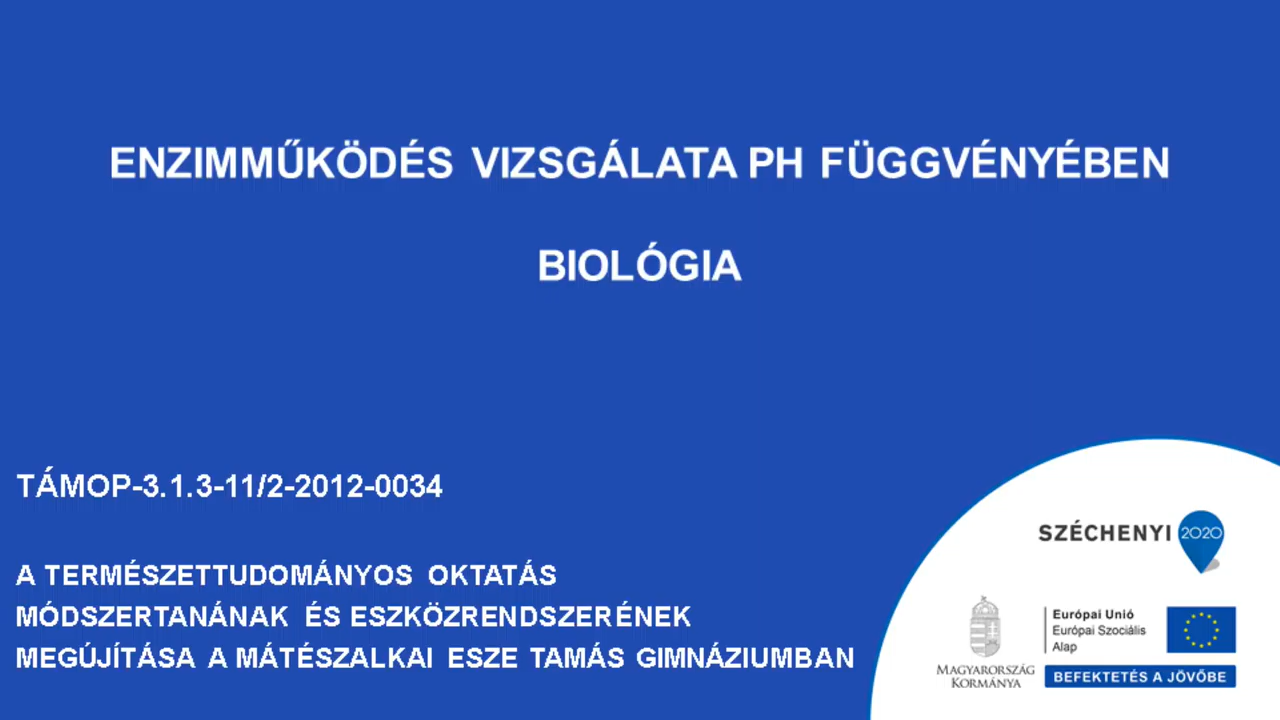 ENZIMMŰKÖDÉS VIZSGÁLATA PH FÜGGVÉNYÉBEN
BIOLÓGIA
TÁMOP-3.1.3-11/2-2012-0034
A TERMÉSZETTUDOMÁNYOS OKTATÁS
MÓDSZERTANÁNAK ÉS ESZKÖZRENDSZERÉNEK
MEGÚJÍTÁSA A MÁTÉSZALKAI ESZE TAMÁS GIMNÁZIUMBAN
SZÉCHENYI 2020
MAGYARORSZÁG
KORMÁNYA
Európai Unió
Európai Szociális
Alap
BEFEKTETÉS A JÖVŐBE